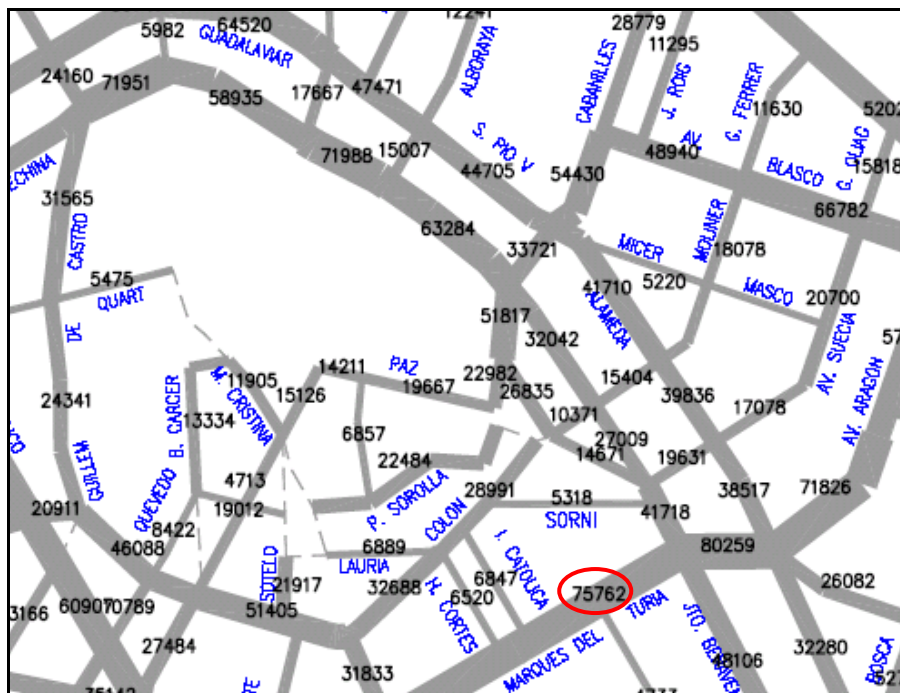 12241
64520
5982
28779
11295
GUADALAVIAR
ALBORAYA
CABANILLES
J. ROIG
G. FERRER
24160
71951
58935
17667
47471
11630
S. PIO V
AV.
48940
G. QUAG
15007
71988
44705
54430
BLASCO
15818
ECHINA
31565
66782
63284
33721
MICER
MOLINER
18078
CASTRO
5475
QUART
41710
5220
MASCO
20700
51817
ALAMEDA
DE
32042
AV. SUECIA
14211
PAZ
22982
15404
11905
15126
19667
26835
39836
M. CRISTINA
B. CARCER
24341
13334
10371
17078
AV. ARAGON
6857
27009
14671
19631
22484
4713
28991
5318
38517
71826
GUILLEM
QUEVEDO
P. SOROLLA
20911
19012
COLON
SORNI
41718
8422
46088
6889
LAURIA
I. CATOLICA
80259
SOTELO
21917
32688
6847
H. CORTES
6520
75762
TURIA
26082
3166
60907
70789
51405
MARQUES DEL
JTO. BENAVE
27484
31833
48106
32280
BOSCA